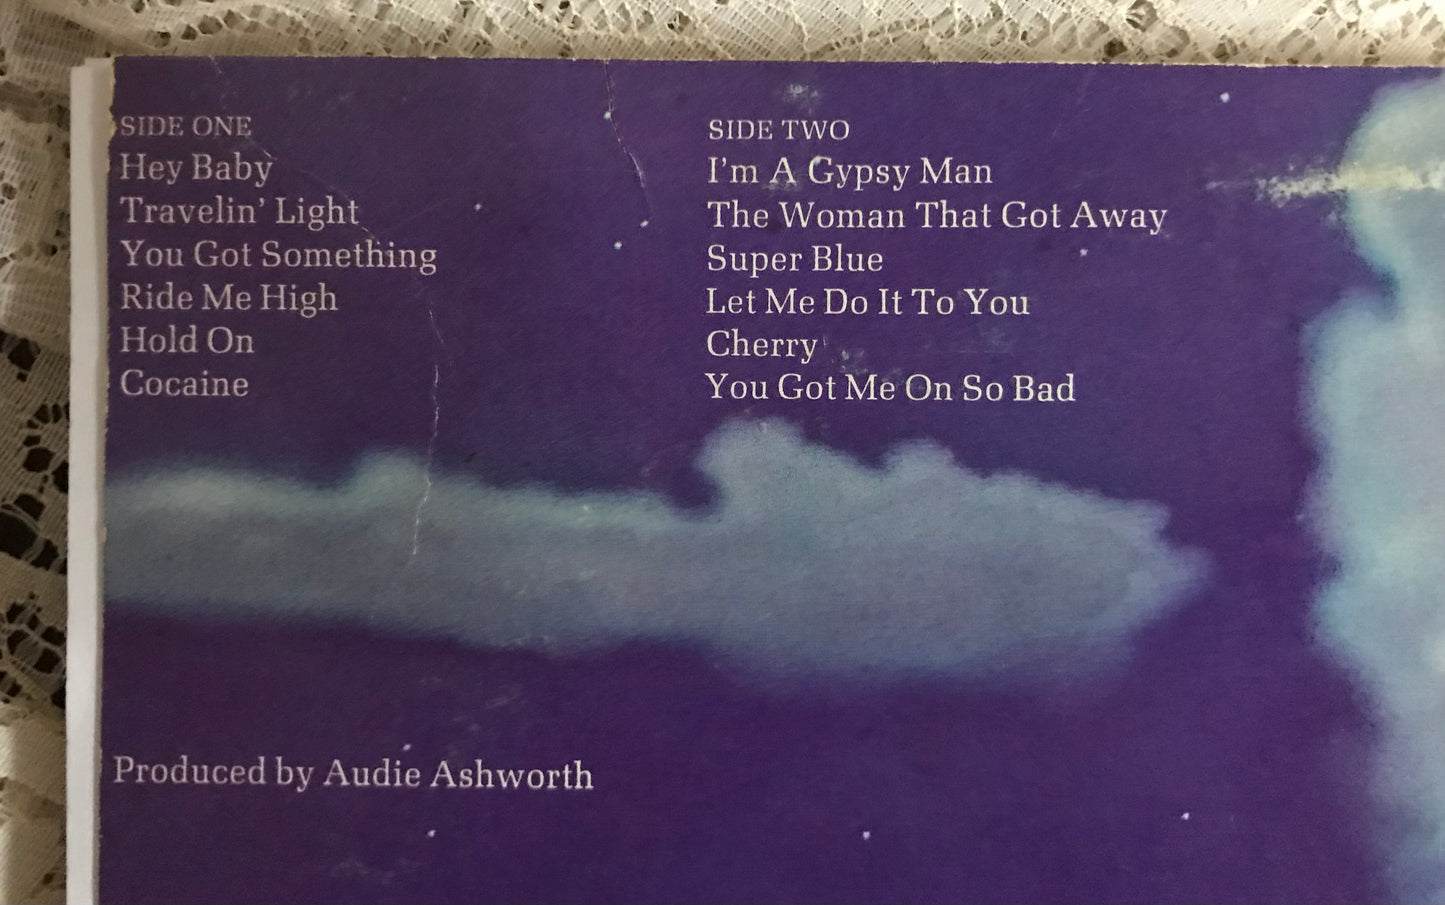 SIDE ONE
Hey Baby
Travelin' Light
You Got Something
Ride Me High
Hold On
Cocaine
SIDE TWO
I'm A Gypsy Man
The Woman That Got Away
Super Blue
Let Me Do It To You
Cherry
You Got Me On So Bad
Produced by Audie Ashworth